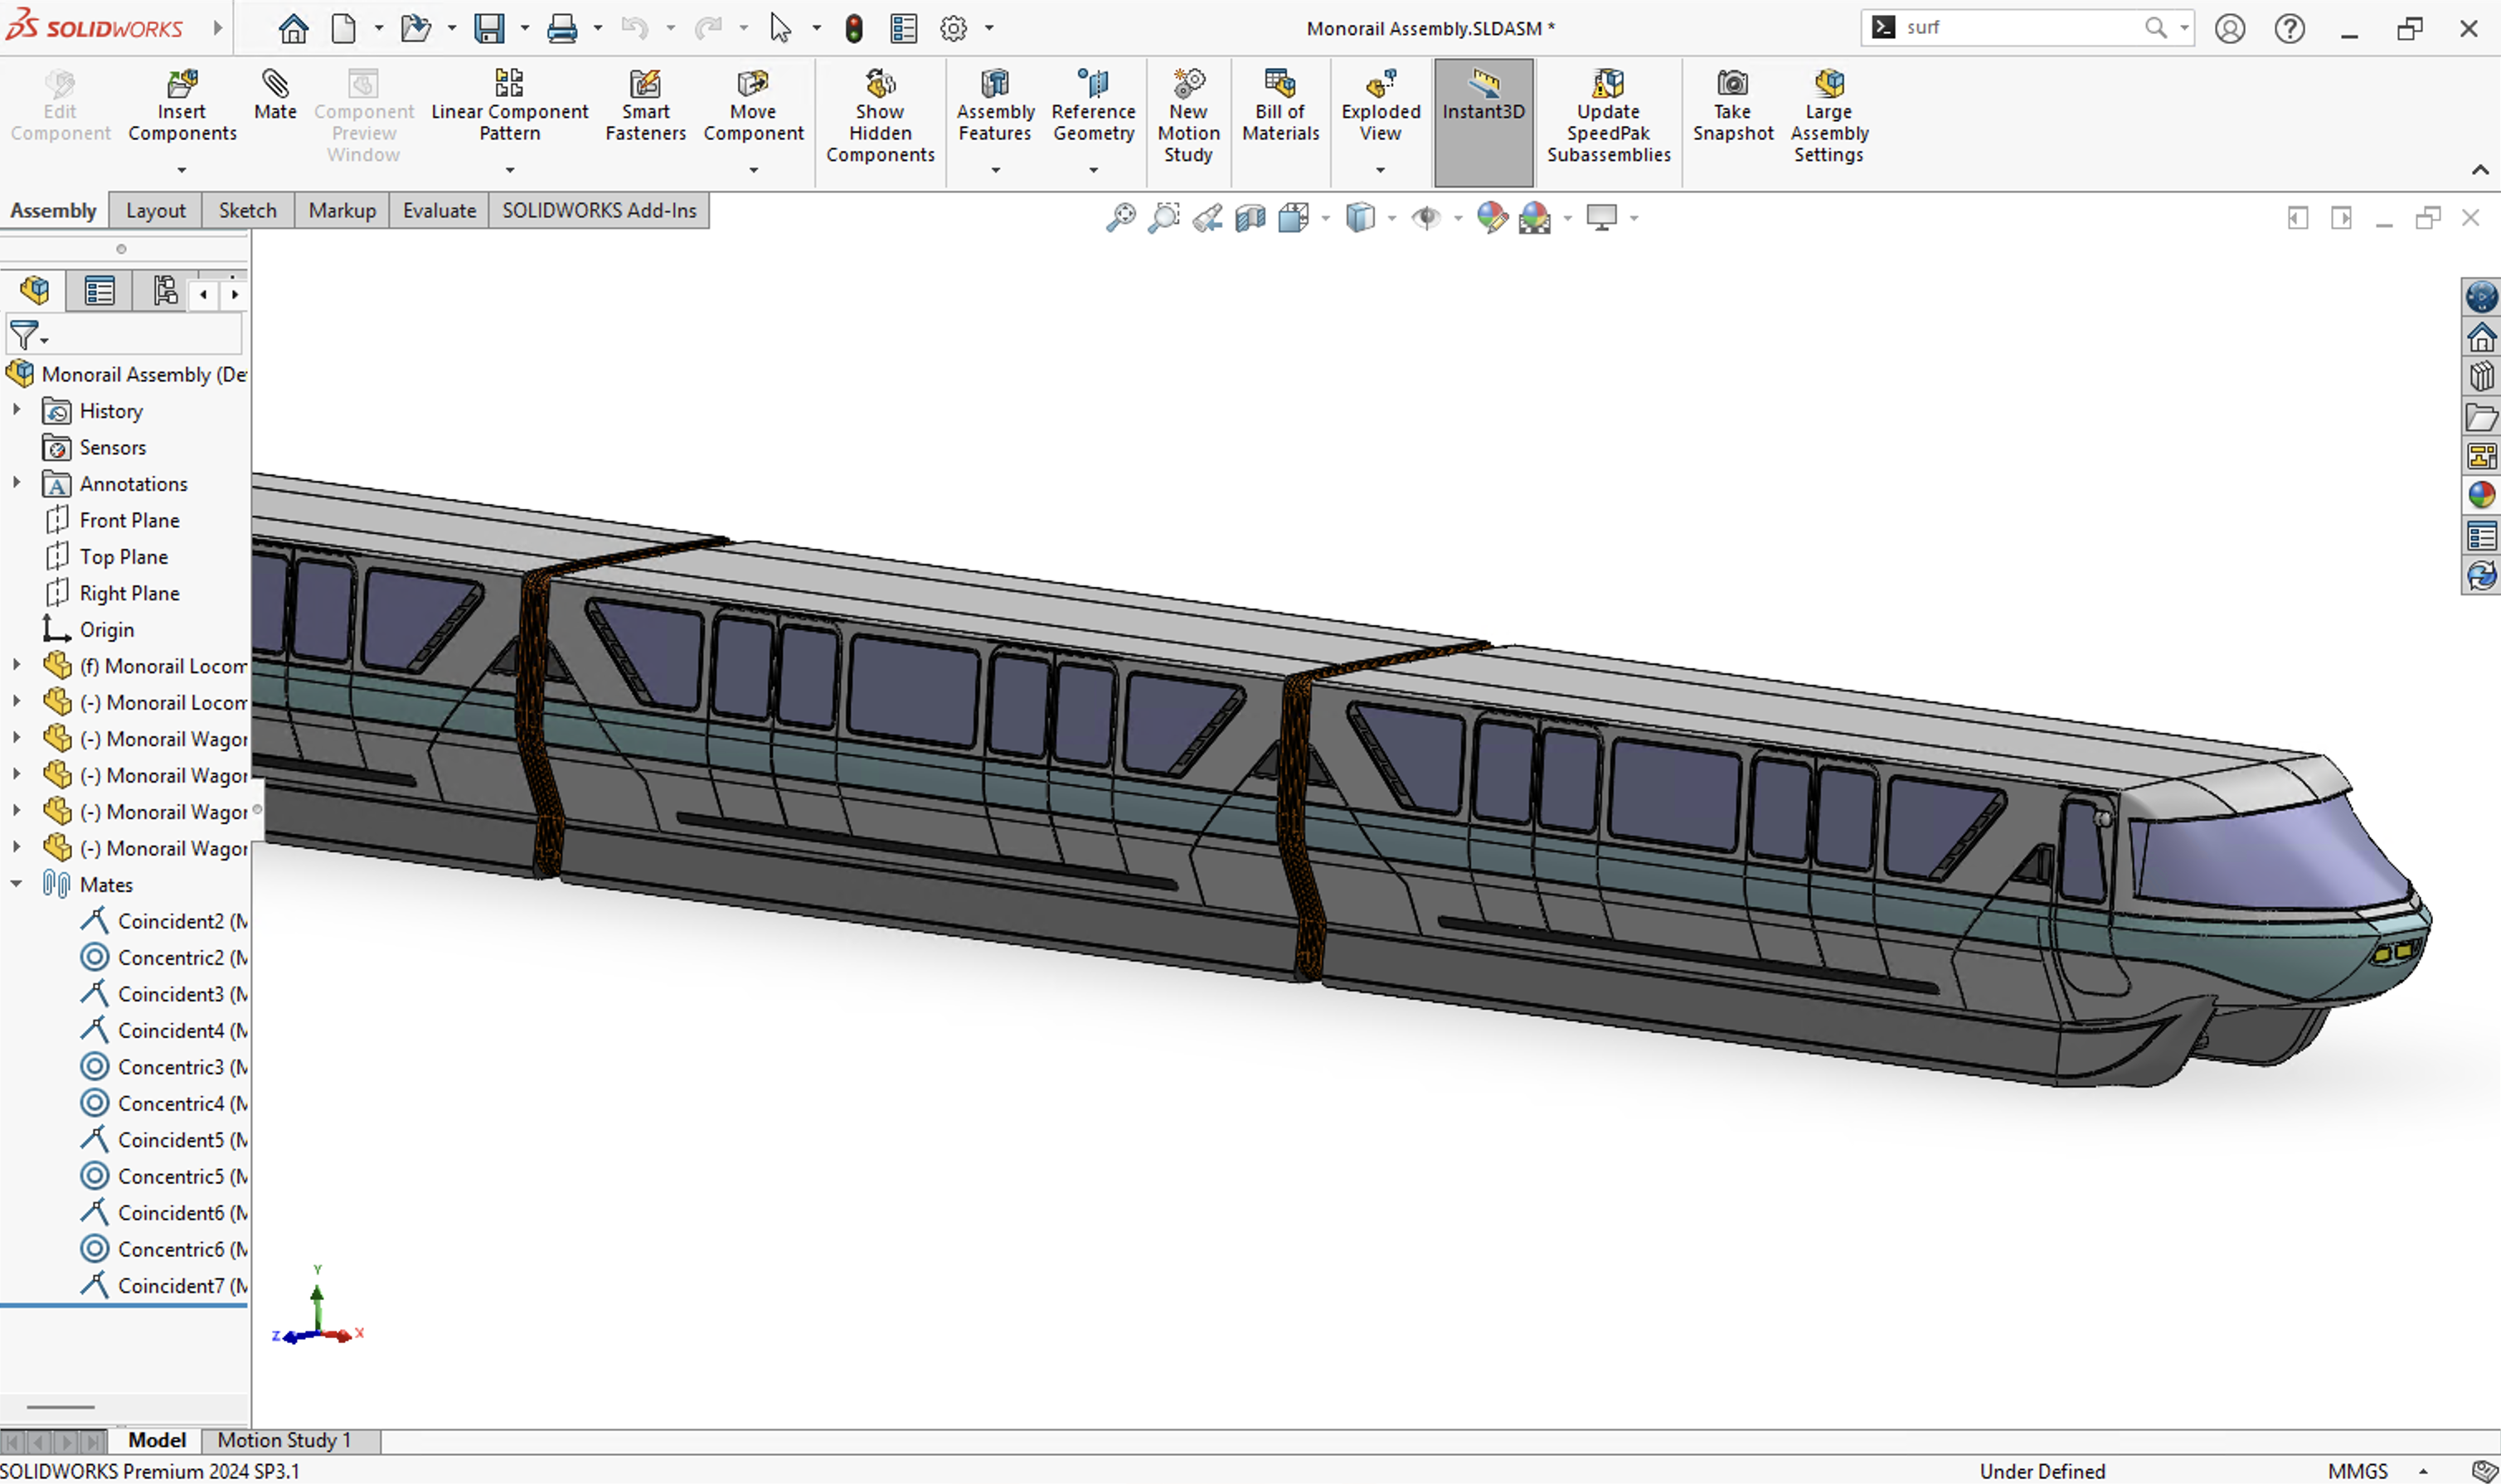 SOLIDWORKS
Monorail Assembly.SLDASM *
surf
Edit Component
Insert Components
Mate
Component Preview Window
Linear Component Pattern
Smart Fasteners
Move Component
Show Hidden Components
Assembly Features
Reference Geometry
New Motion Study
Bill of Materials
Exploded View
Instant3D
Update SpeedPak Subassemblies
Take Snapshot
Large Assembly Settings
Assembly
Layout
Sketch
Markup
Evaluate
SOLIDWORKS Add-Ins
Monorail Assembly (De
History
Sensors
Annotations
Front Plane
Top Plane
Right Plane
Origin
(f) Monorail Locom
(-) Monorail Locom
(-) Monorail Wagon
(-) Monorail Wagon
(-) Monorail Wagon
(-) Monorail Wagon
Mates
Coincident2 (M
Concentric2 (M
Coincident3 (M
Coincident4 (M
Concentric3 (M
Concentric4 (M
Coincident5 (M
Concentric5 (M
Coincident6 (M
Concentric6 (M
Coincident7 (M
Y
Z
X
Model
Motion Study 1
SOLIDWORKS Premium 2024 SP3.1
Under Defined
MMGS